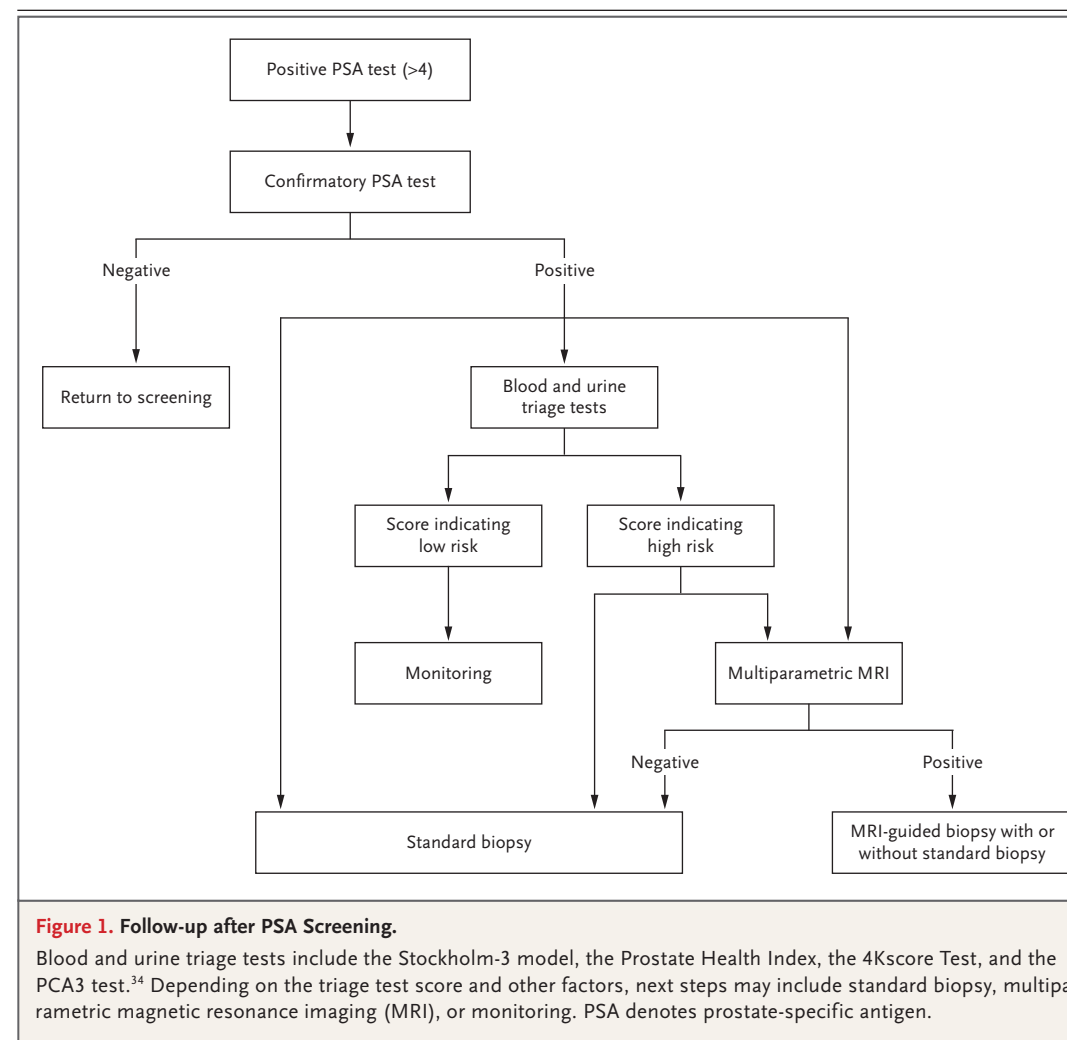 Positive PSA test (>4)
Confirmatory PSA test
Negative
Positive
Return to screening
Blood and urine
triage tests
Score indicating
low risk
Score indicating
high risk
Monitoring
Multiparametric MRI
Negative
Positive
Standard biopsy
MRI-guided biopsy with or
without standard biopsy
Figure 1. Follow-up after PSA Screening.
Blood and urine triage tests include the Stockholm-3 model, the Prostate Health Index, the 4Kscore Test, and the
PCA3 test.³⁴ Depending on the triage test score and other factors, next steps may include standard biopsy, multipa
rametric magnetic resonance imaging (MRI), or monitoring. PSA denotes prostate-specific antigen.